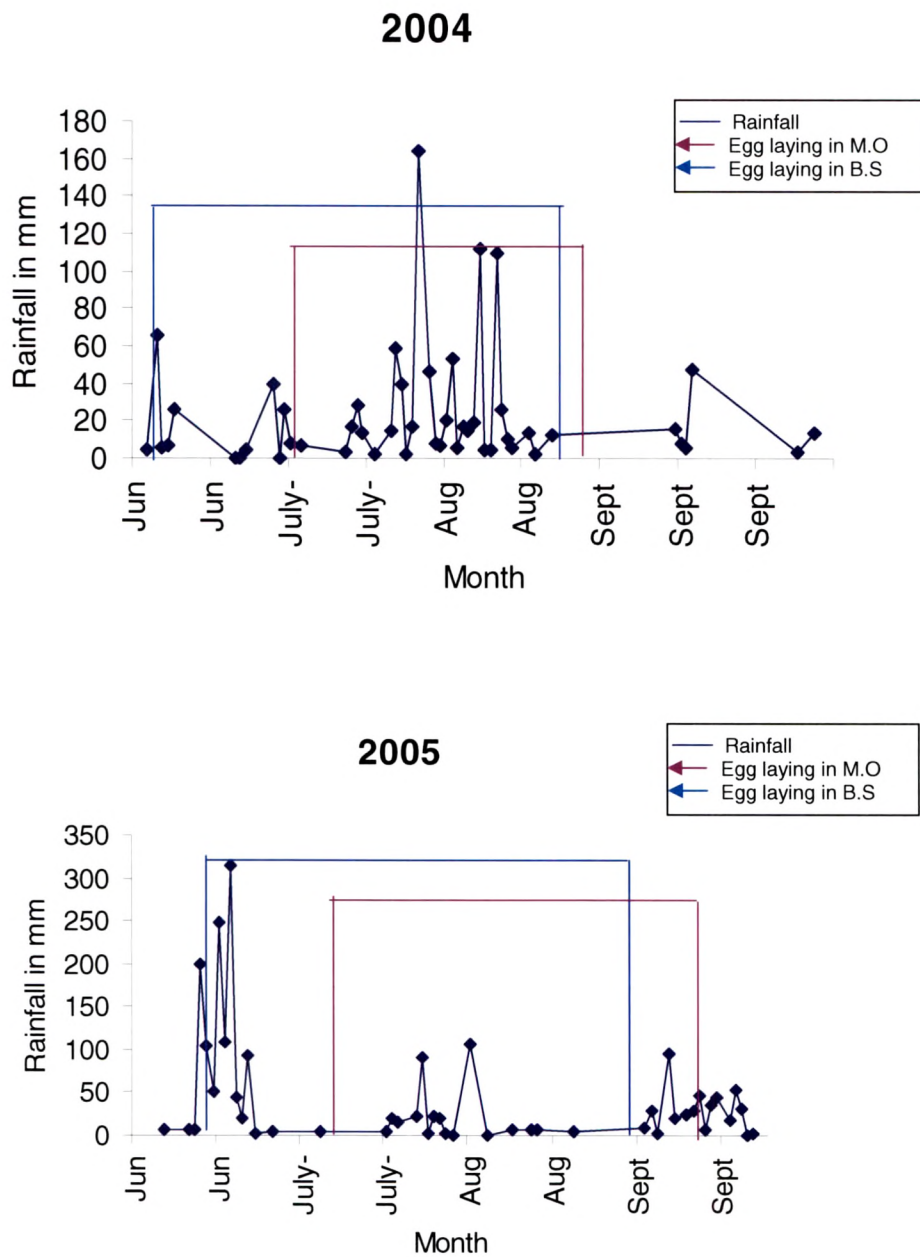 2004
Rainfall
Egg laying in M.O
Egg laying in B.S
Rainfall in mm
180
160
140
120
100
80
60
40
20
0
Jun
Jun
July-
July-
Aug
Aug
Sept
Sept
Sept
Month
2005
Rainfall
Egg laying in M.O
Egg laying in B.S
Rainfall in mm
350
300
250
200
150
100
50
0
Jun
Jun
July-
July-
Aug
Aug
Sept
Sept
Month